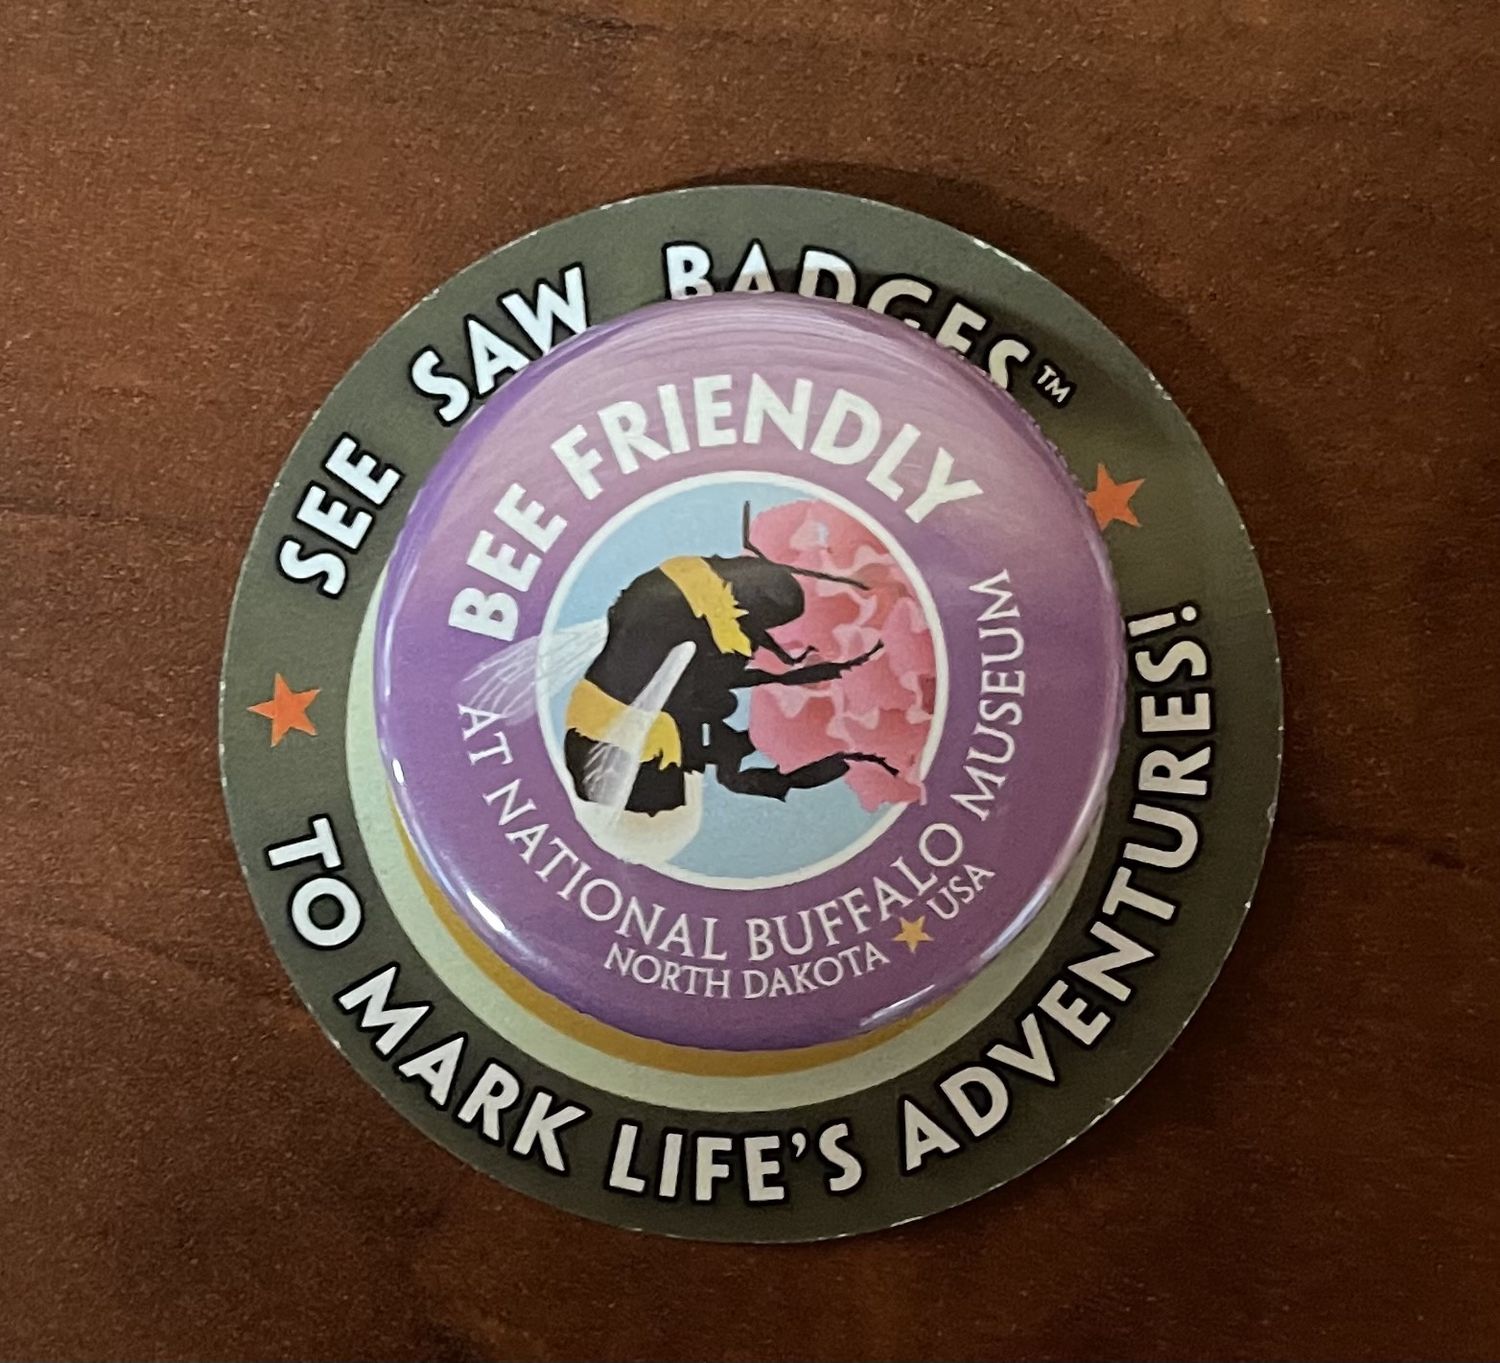 SEE SAW BADGES™
TO MARK LIFE'S ADVENTURES!
BEE FRIENDLY
AT NATIONAL BUFFALO MUSEUM
NORTH DAKOTA ★ USA